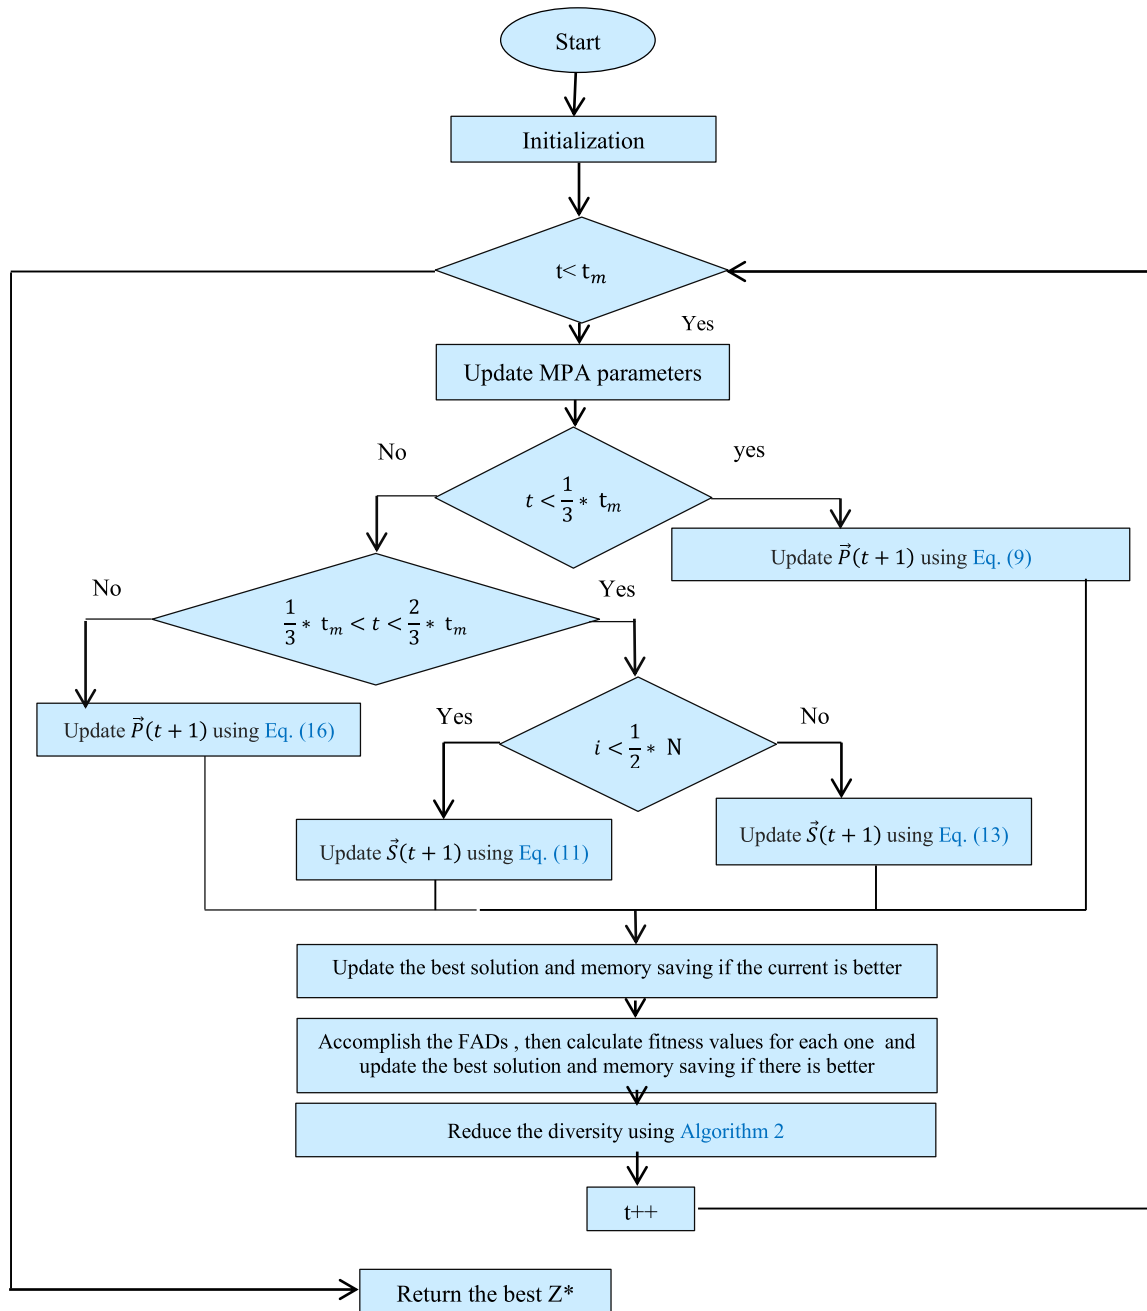 Start
Initialization
t< t𝑚
Yes
Update MPA parameters
No
yes
𝑡 < 1/3 ∗ t𝑚
Update 𝑃⃗(𝑡 + 1) using Eq. (9)
No
Yes
1/3 ∗ t𝑚 < 𝑡 < 2/3 ∗ t𝑚
Update 𝑃⃗(𝑡 + 1) using Eq. (16)
Yes
No
𝑖 < 1/2 ∗ N
Update 𝑆⃗(𝑡 + 1) using Eq. (11)
Update 𝑆⃗(𝑡 + 1) using Eq. (13)
Update the best solution and memory saving if the current is better
Accomplish the FADs , then calculate fitness values for each one and
update the best solution and memory saving if there is better
Reduce the diversity using Algorithm 2
t++
Return the best Z*